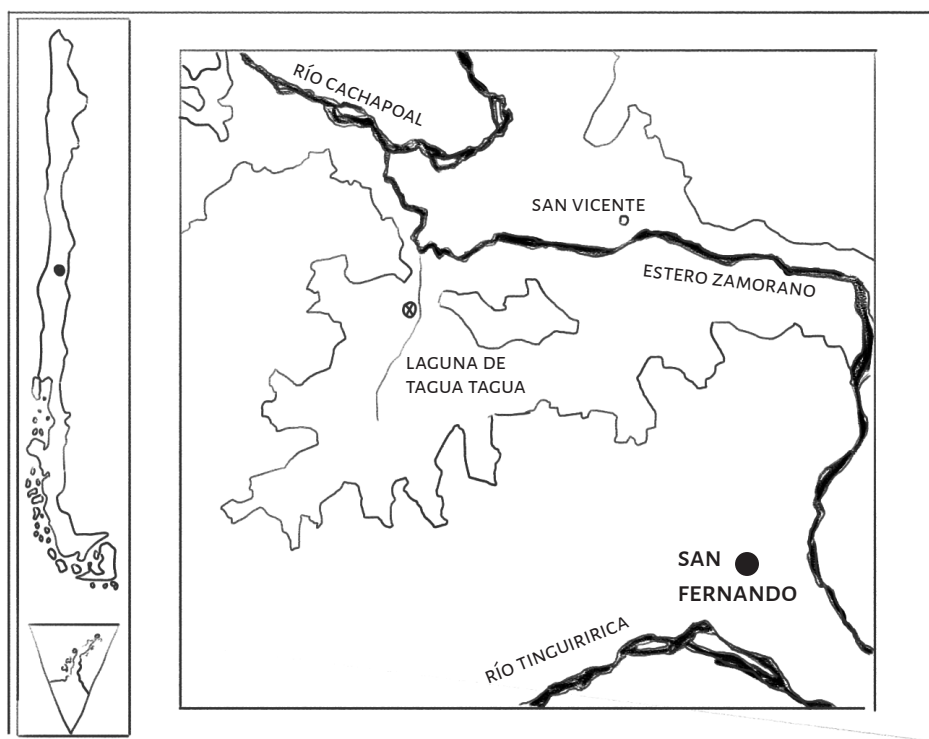 RÍO CACHAPOAL
SAN VICENTE
ESTERO ZAMORANO
LAGUNA DE
TAGUA TAGUA
SAN
FERNANDO
RÍO TINGUIRIRICA